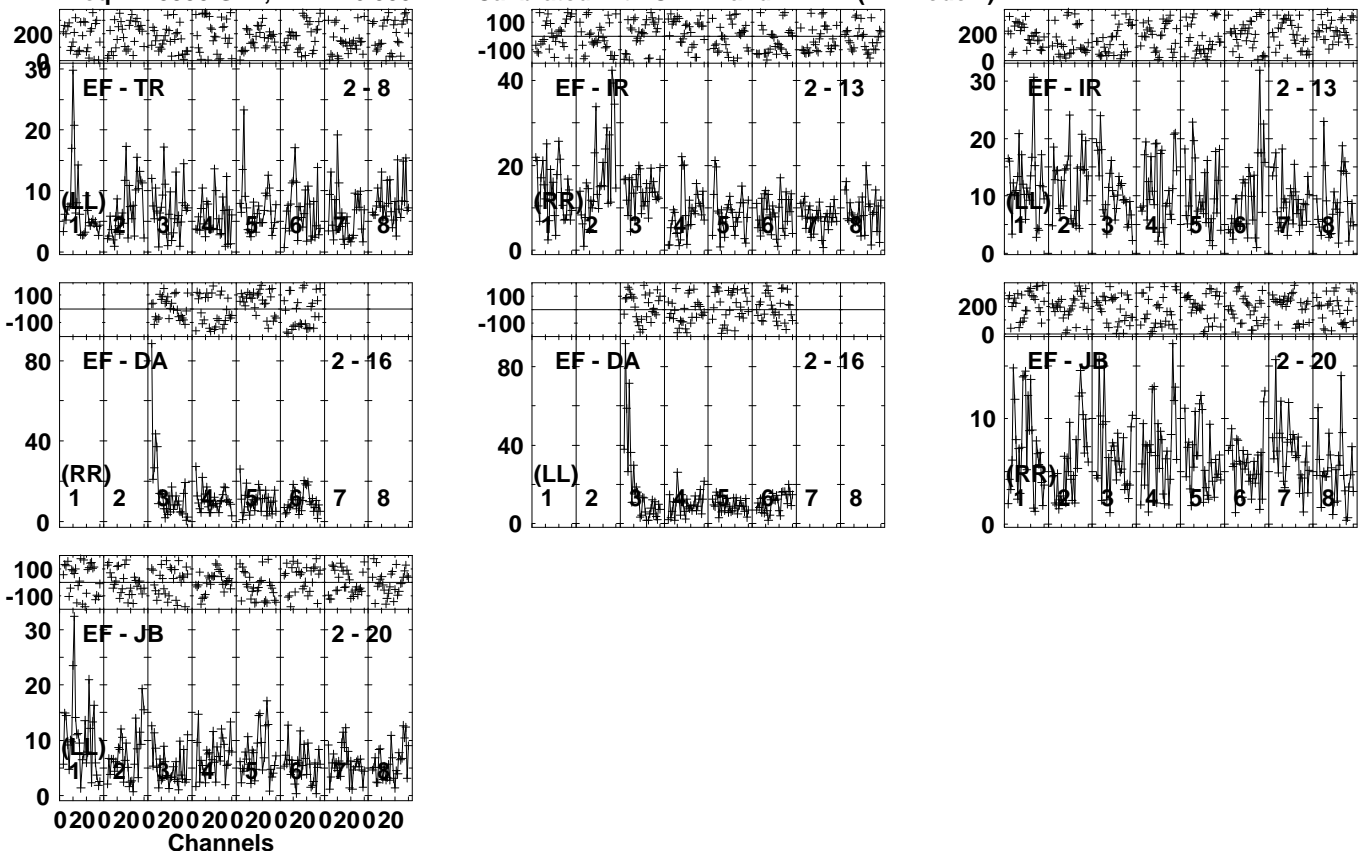 200 100 200
0 -100 0
30 EF - TR 2 - 8 40 EF - IR 2 - 13 30 EF - IR 2 - 13
20 20 20
10 (LL) (RR) 10 (LL)
1 2 3 4 5 6 7 8 1 2 3 4 5 6 7 8 1 2 3 4 5 6 7 8
0 0 0
100 100 200
-100 -100 0
80 EF - DA 2 - 16 80 EF - DA 2 - 16 EF - JB 2 - 20
40 40 10
(RR) (LL) (RR)
1 2 3 4 5 6 7 8 1 2 3 4 5 6 7 8 1 2 3 4 5 6 7 8
0 0 0
100
-100
30 EF - JB 2 - 20
20
10 (LL)
1 2 3 4 5 6 7 8
0
0 20 0 20 0 20 0 20 0 20 0 20 0 20 0 20
Channels